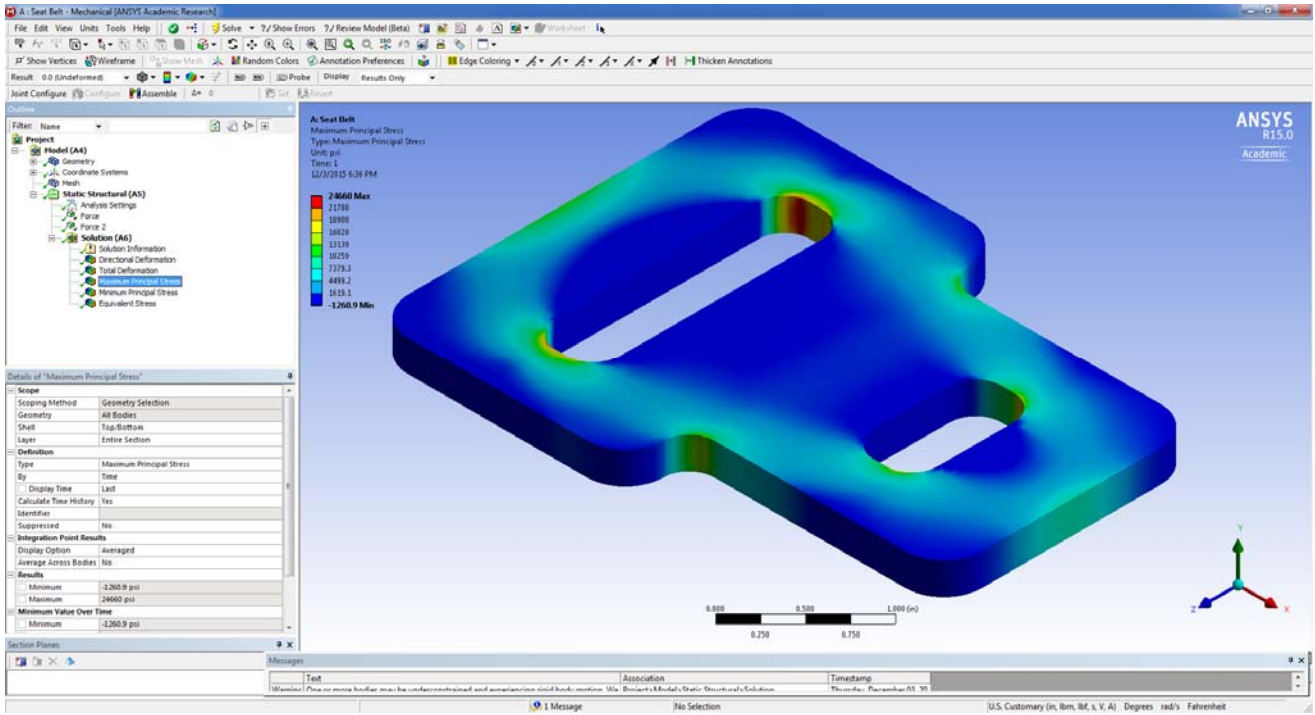 A : Seat Belt - Mechanical [ANSYS Academic Research]
File Edit View Units Tools Help Solve ?/ Show Errors ?/ Review Model (Beta) Worksheet
Show Vertices Wireframe Show Mesh Random Colors Annotation Preferences Edge Coloring Thicken Annotations
Result 0.0 (Undeformed) Probe Display Results Only
Joint Configure Configure Assemble Δ= 0 Set Revert
Outline
Filter: Name
Project
Model (A4)
Geometry
Coordinate Systems
Mesh
Static Structural (A5)
Analysis Settings
Force
Force 2
Solution (A6)
Solution Information
Directional Deformation
Total Deformation
Maximum Principal Stress
Minimum Principal Stress
Equivalent Stress
Details of "Maximum Principal Stress"
Scope
Scoping Method Geometry Selection
Geometry All Bodies
Shell Top/Bottom
Layer Entire Section
Definition
Type Maximum Principal Stress
By Time
Display Time Last
Calculate Time History Yes
Identifier
Suppressed No
Integration Point Results
Display Option Averaged
Average Across Bodies No
Results
Minimum -1260.9 psi
Maximum 24660 psi
Minimum Value Over Time
Minimum -1260.9 psi
Section Planes
A: Seat Belt
Maximum Principal Stress
Type: Maximum Principal Stress
Unit: psi
Time: 1
12/3/2015 6:36 PM
24660 Max
21780
18900
16020
13139
10259
7379.3
4499.2
1619.1
-1260.9 Min
ANSYS
R15.0
Academic
0.000 0.500 1.000 (in)
0.250 0.750
Y
Z X
Messages
Text Association Timestamp
Warning One or more bodies may be underconstrained and experiencing rigid body motion. We Project>Model>Static Structural>Solution Thursday, December 03, 20
1 Message No Selection U.S. Customary (in, lbm, lbf, s, V, A) Degrees rad/s Fahrenheit